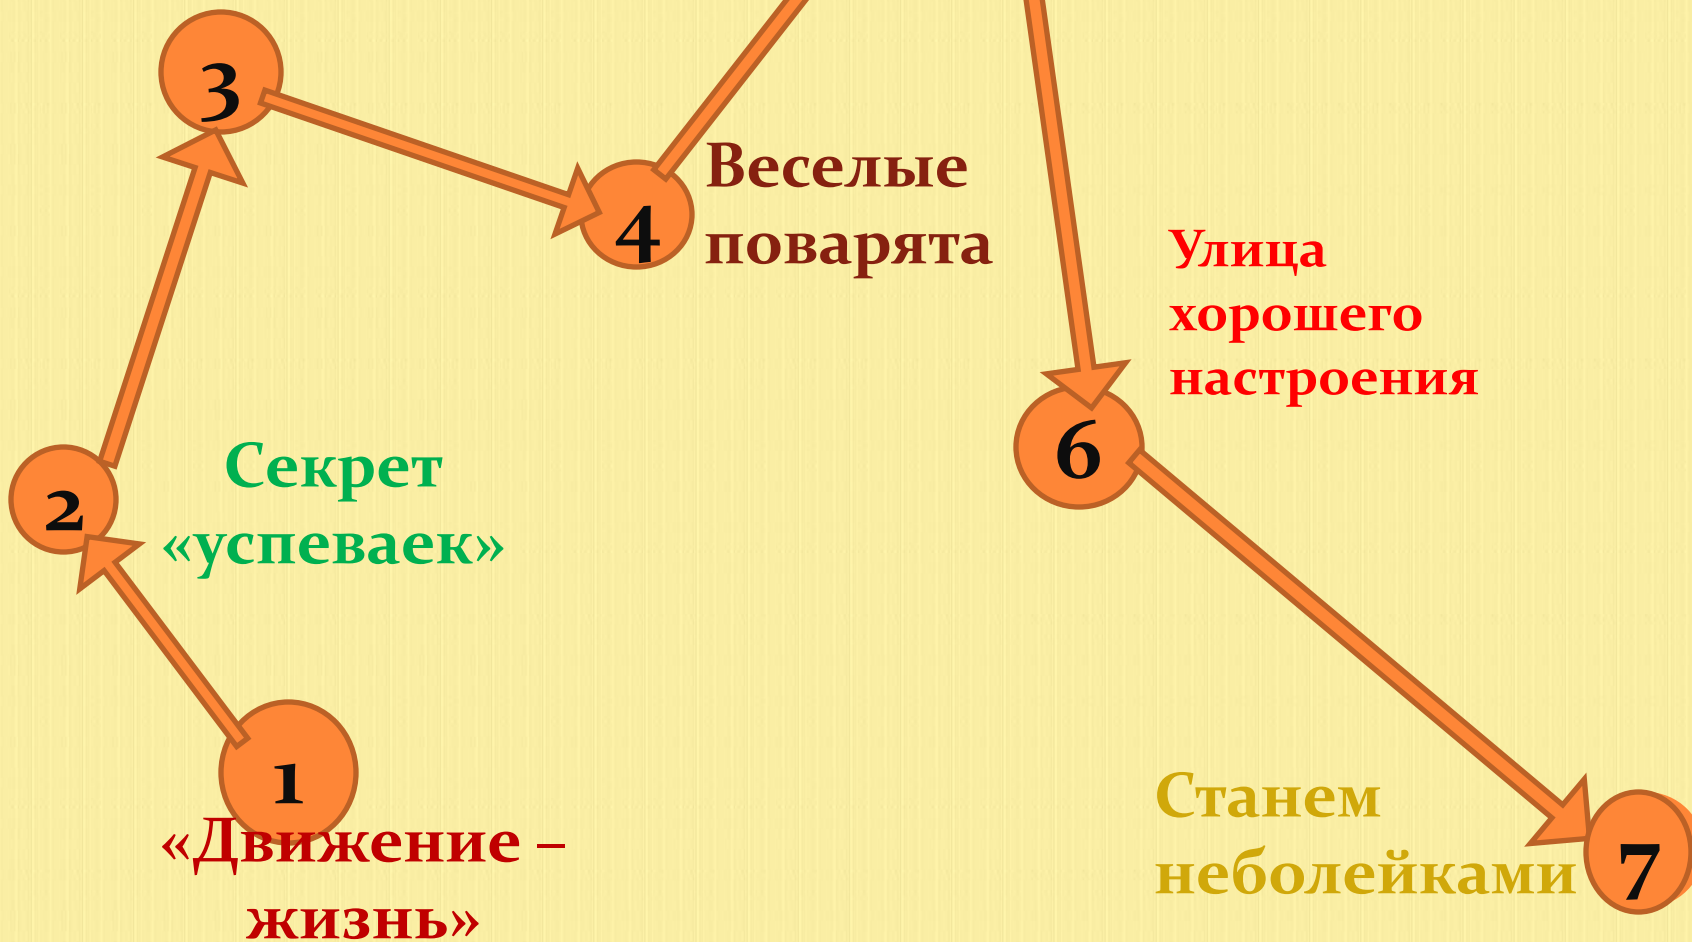 3
4
Веселые
поварята
Улица
хорошего
настроения
6
2
Секрет
«успеваек»
1
«Движение –
жизнь»
Станем
неболейками
7